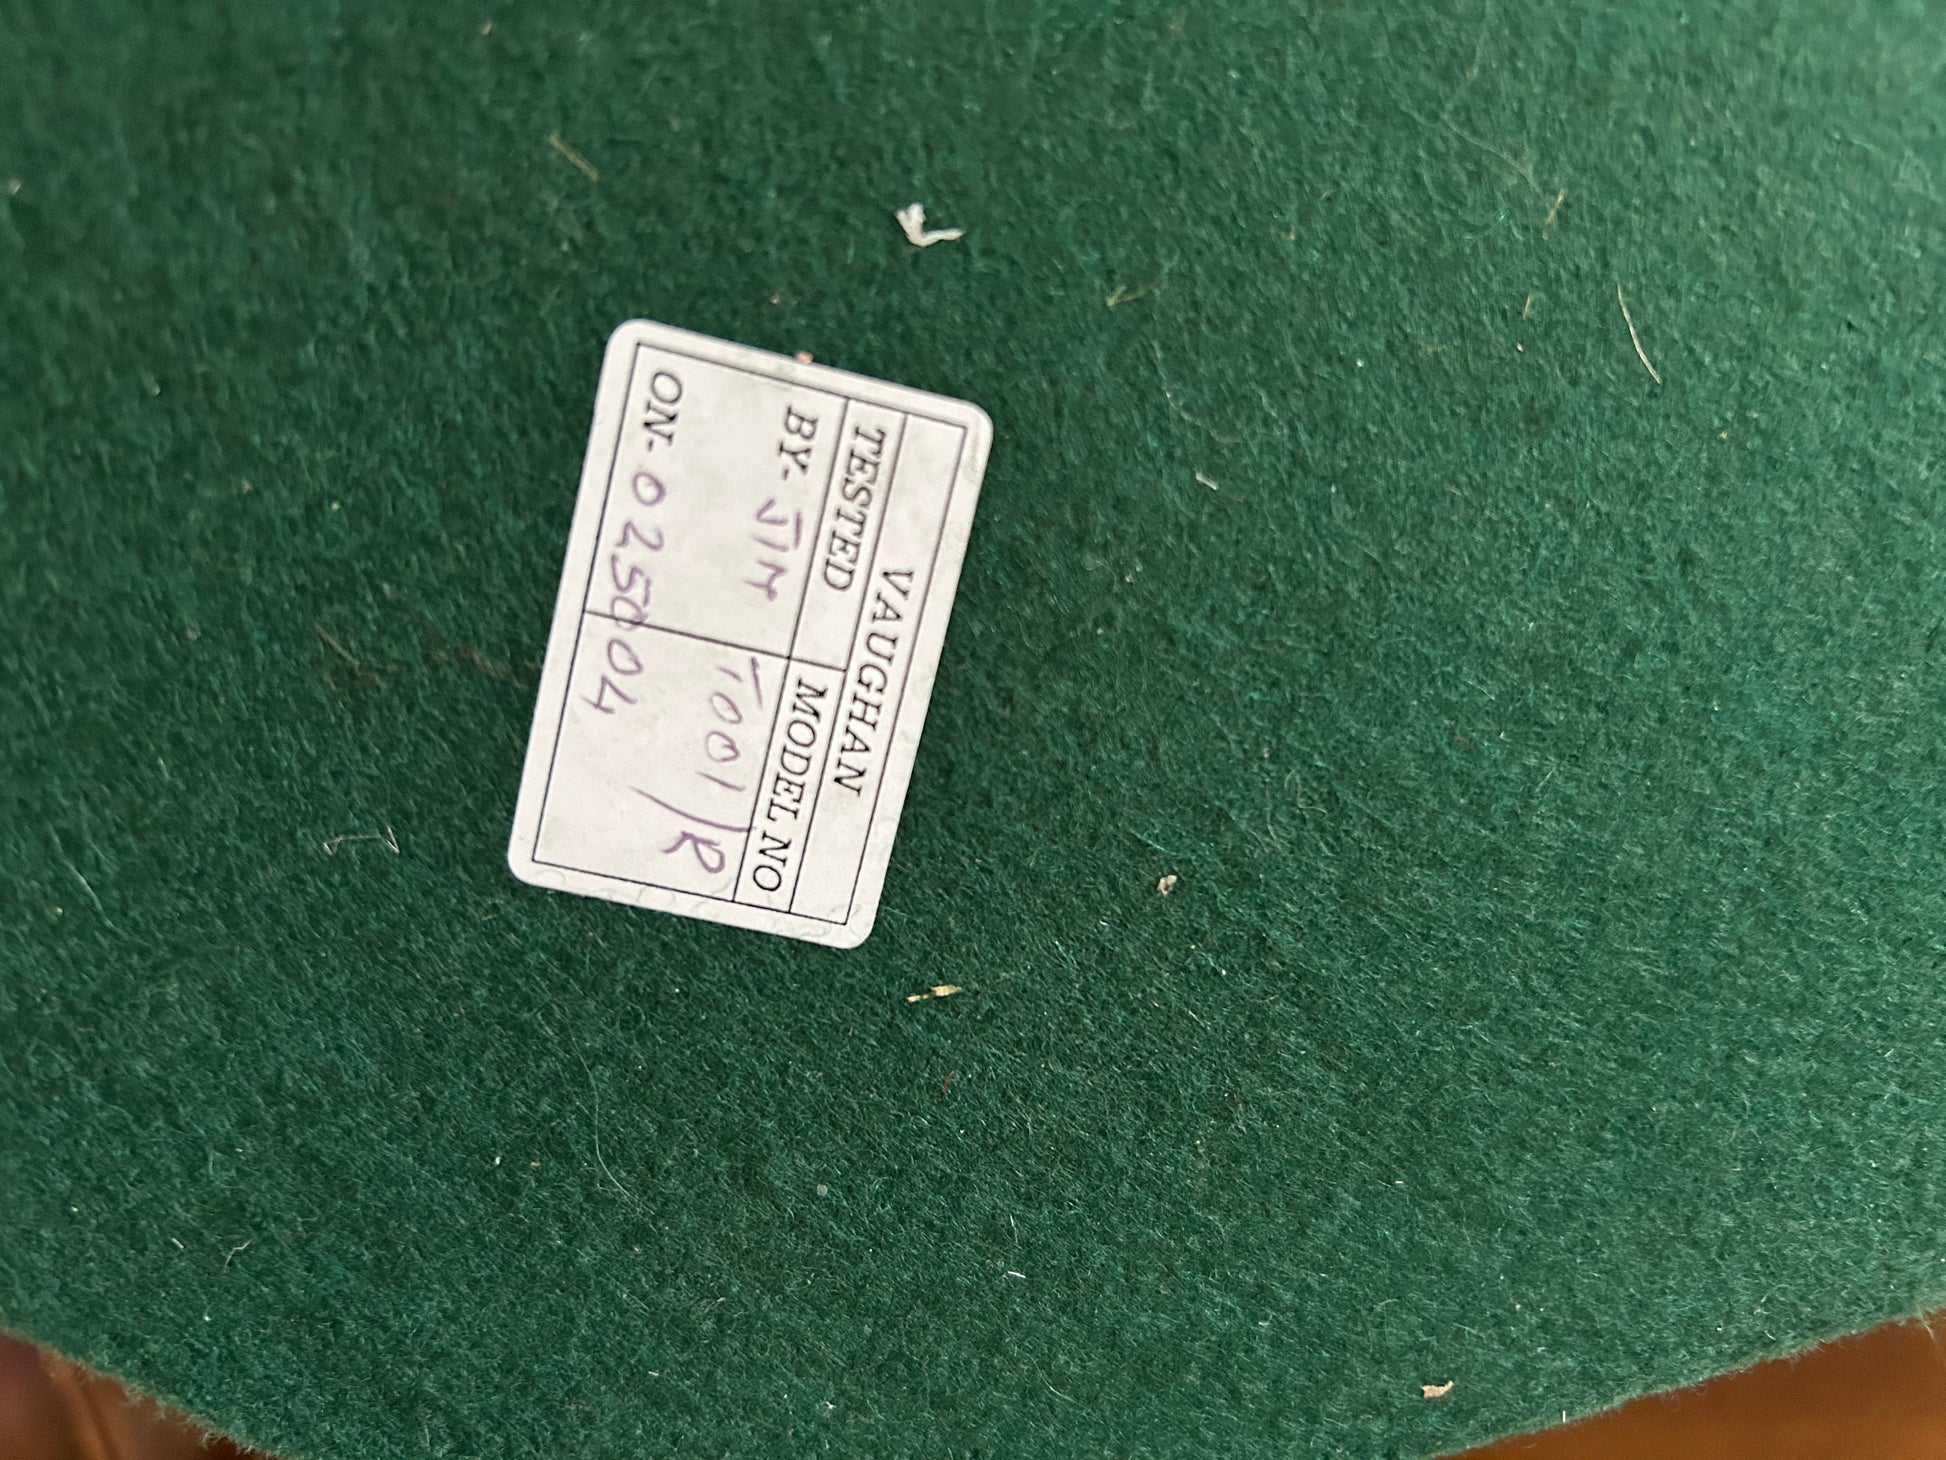 VAUGHAN
TESTED MODEL NO
BY- JIM T001/R
ON- 025004